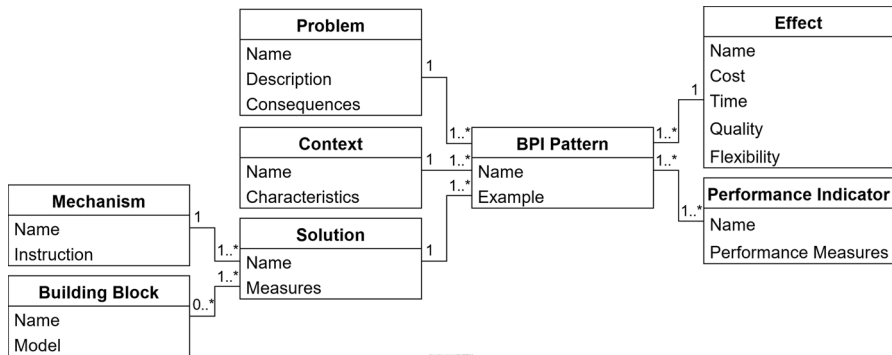 Problem
Name
Description
Consequences
1
1..*
Effect
Name
Cost
Time
Quality
Flexibility
1
1..*
Context
Name
Characteristics
1
1..*
BPI Pattern
Name
Example
1..*
1..*
1..*
Performance Indicator
Name
Performance Measures
Mechanism
Name
Instruction
1
1..*
Solution
Name
Measures
1
1..*
Building Block
Name
Model
0..*